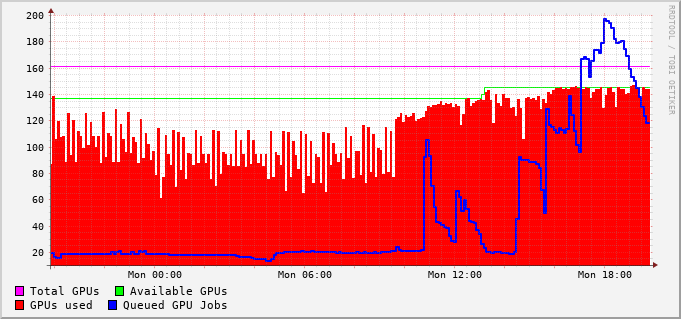 200
180
160
140
120
100
80
60
40
20
Mon 00:00 Mon 06:00 Mon 12:00 Mon 18:00
Total GPUs Available GPUs
GPUs used Queued GPU Jobs
RRDTOOL / TOBI OETIKER